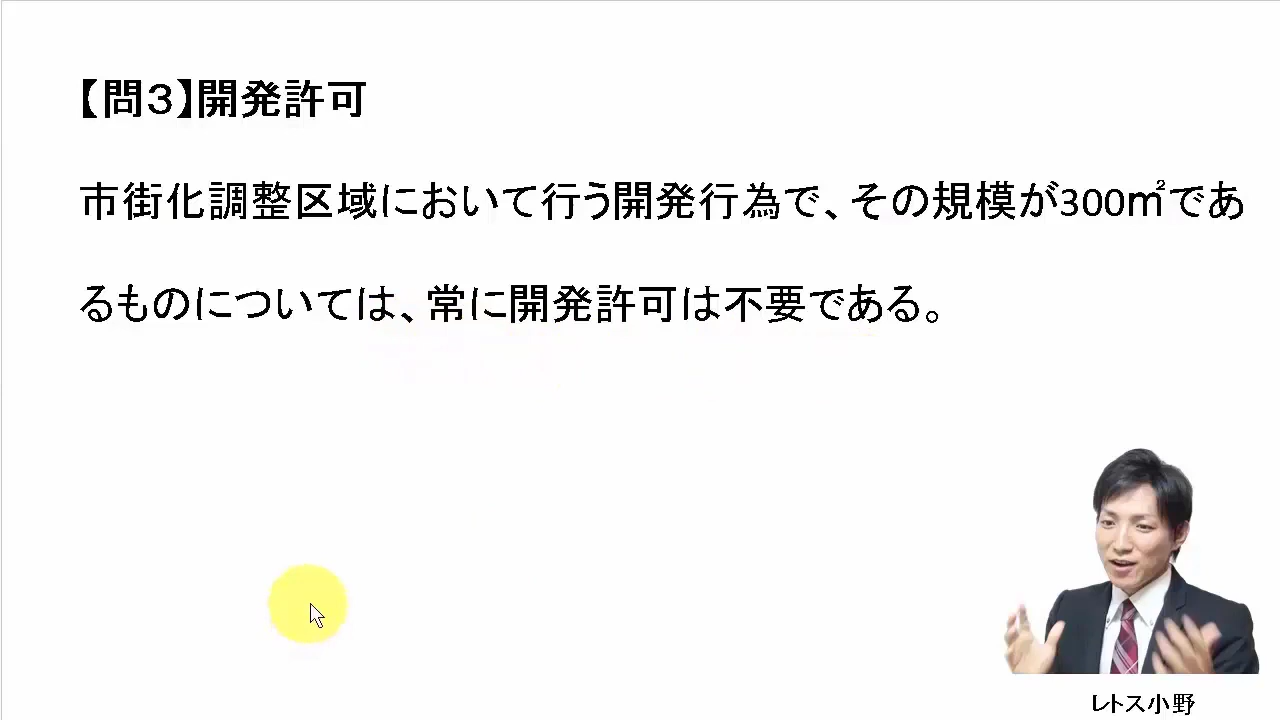 【問３】開発許可
市街化調整区域において行う開発行為で、その規模が300㎡であ
るものについては、常に開発許可は不要である。
レトス小野